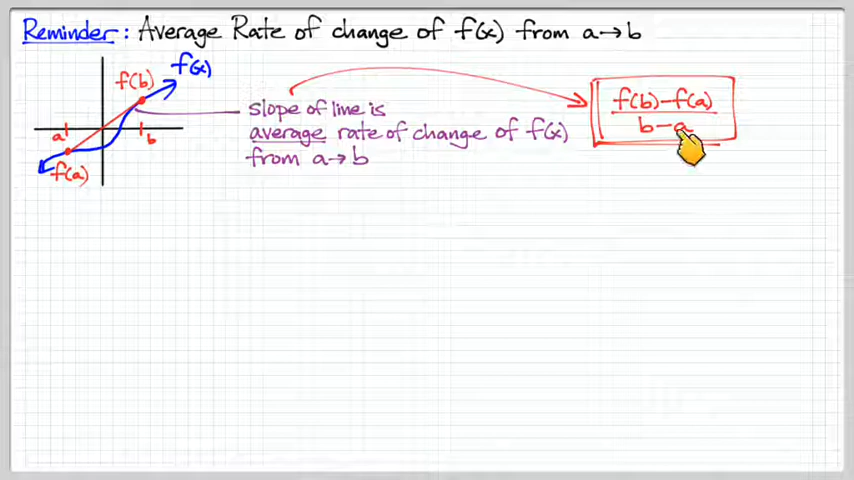 Reminder: Average Rate of change of f(x) from a→b
f(x)
f(b)
a
b
f(a)
slope of line is
average rate of change of f(x)
from a→b
f(b)-f(a)
b-a